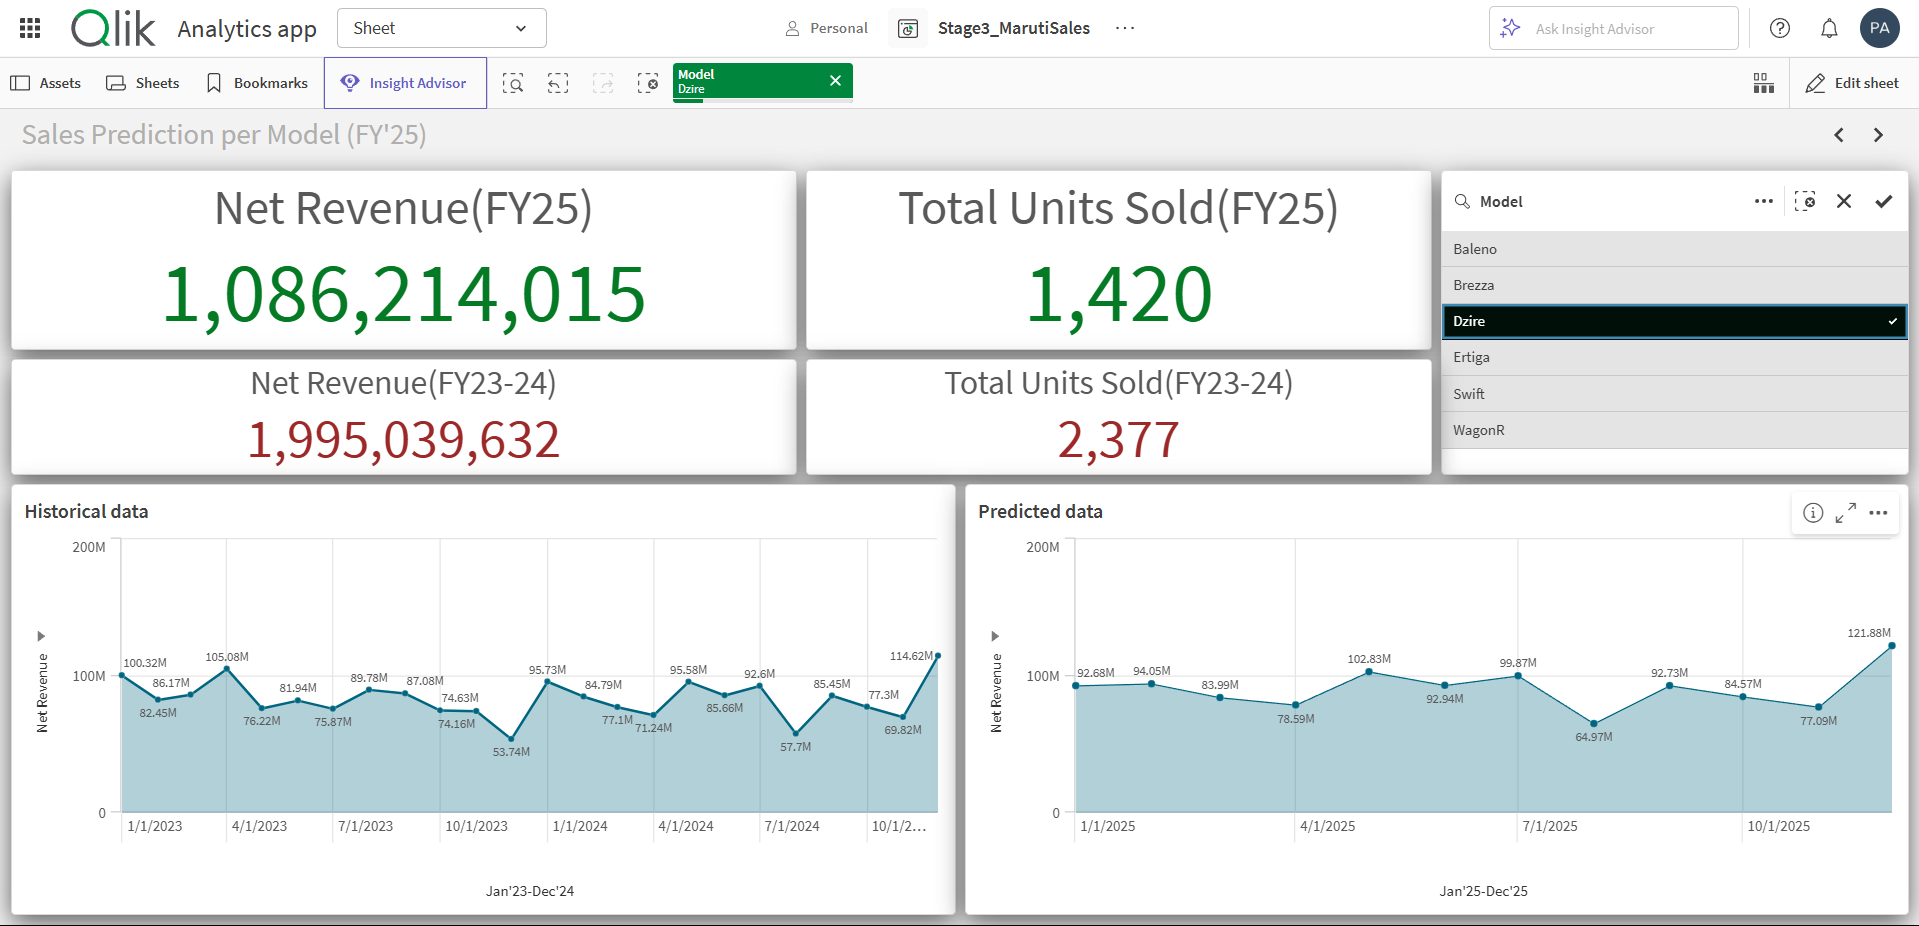 Qlik
Analytics app
Sheet
Personal
Stage3_MarutiSales
Ask Insight Advisor
PA
Assets
Sheets
Bookmarks
Insight Advisor
Model
Dzire
Edit sheet
Sales Prediction per Model (FY'25)
Net Revenue(FY25)
1,086,214,015
Total Units Sold(FY25)
1,420
Net Revenue(FY23-24)
1,995,039,632
Total Units Sold(FY23-24)
2,377
Model
Baleno
Brezza
Dzire
Ertiga
Swift
WagonR
Historical data
Net Revenue
200M
100M
0
100.32M
82.45M
86.17M
105.08M
76.22M
81.94M
75.87M
89.78M
87.08M
74.16M
74.63M
53.74M
95.73M
84.79M
77.1M
71.24M
95.58M
85.66M
92.6M
57.7M
85.45M
77.3M
69.82M
114.62M
1/1/2023
4/1/2023
7/1/2023
10/1/2023
1/1/2024
4/1/2024
7/1/2024
10/1/2...
Jan'23-Dec'24
Predicted data
Net Revenue
200M
100M
0
92.68M
94.05M
83.99M
78.59M
102.83M
92.94M
99.87M
64.97M
92.73M
84.57M
77.09M
121.88M
1/1/2025
4/1/2025
7/1/2025
10/1/2025
Jan'25-Dec'25